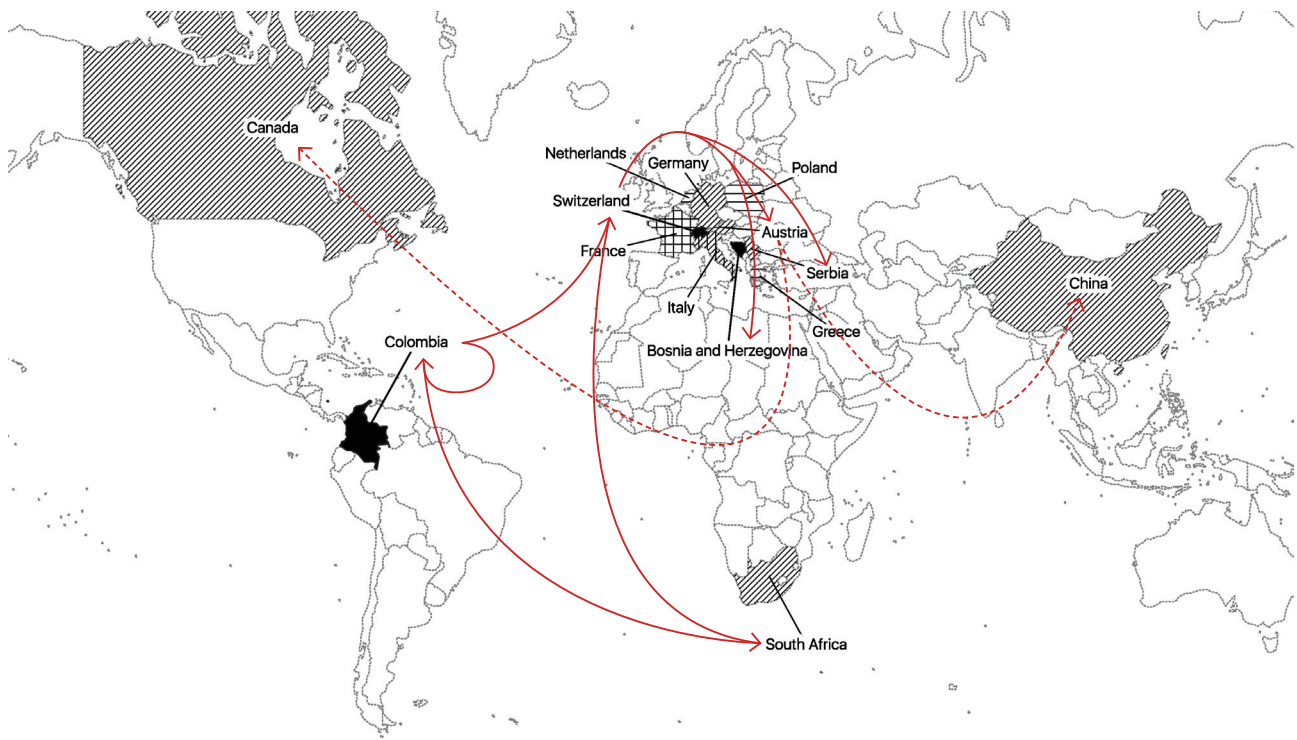 Canada
Netherlands
Germany
Poland
Switzerland
Austria
France
Serbia
China
Italy
Greece
Colombia
Bosnia and Herzegovina
South Africa